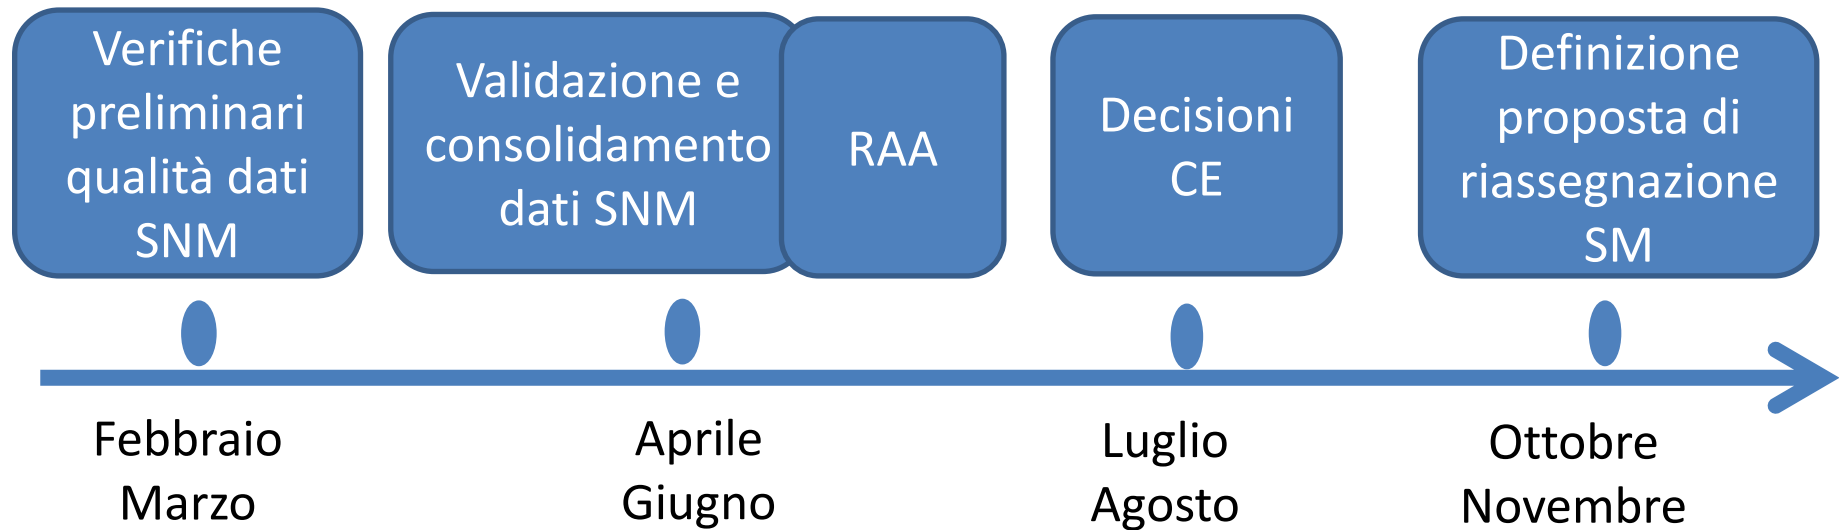 Verifiche
preliminari
qualità dati
SNM
Validazione e
consolidamento
dati SNM
RAA
Decisioni
CE
Definizione
proposta di
riassegnazione
SM
Febbraio
Marzo
Aprile
Giugno
Luglio
Agosto
Ottobre
Novembre